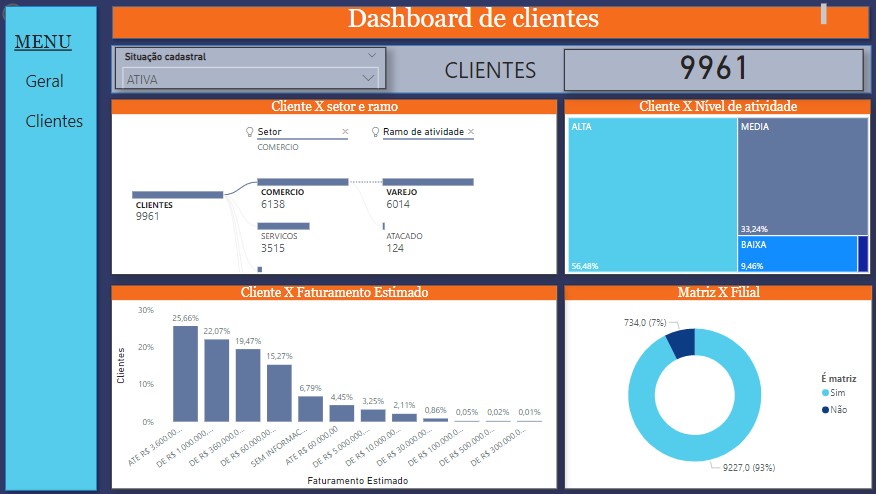 Dashboard de clientes
MENU
Geral
Clientes
Situação cadastral
ATIVA
CLIENTES
9961
Cliente X setor e ramo
Setor
Ramo de atividade
COMERCIO
CLIENTES
9961
COMERCIO
6138
VAREJO
6014
SERVICOS
3515
ATACADO
124
Cliente X Nível de atividade
ALTA
56,48%
MEDIA
33,24%
BAIXA
9,46%
Cliente X Faturamento Estimado
Clientes
30%
20%
10%
0%
25,66%
22,07%
19,47%
15,27%
6,79%
4,45%
3,25%
2,11%
0,86%
0,05%
0,02%
0,01%
ATE R$ 3.600,00...
DE R$ 1.000.000,...
DE R$ 360.000,0...
DE R$ 60.000,00...
SEM INFORMAC...
ATE R$ 60.000,00
DE R$ 5.000.000...
DE R$ 10.000.00...
DE R$ 30.000.00...
DE R$ 100.000.0...
DE R$ 500.000.0...
DE R$ 300.000.0...
Faturamento Estimado
Matriz X Filial
734,0 (7%)
9227,0 (93%)
É matriz
Sim
Não